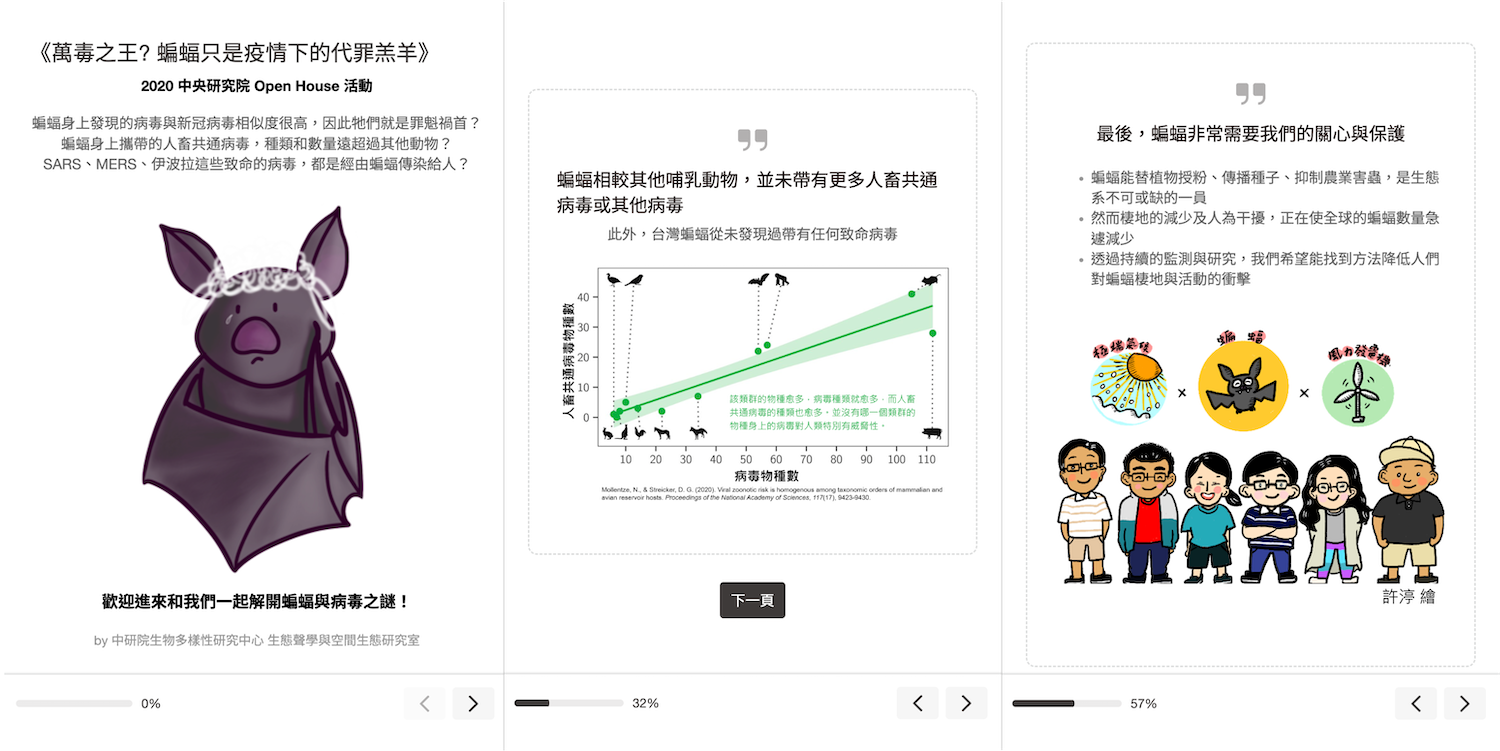 《萬毒之王? 蝙蝠只是疫情下的代罪羔羊》
2020 中央研究院 Open House 活動
蝙蝠身上發現的病毒與新冠病毒相似度很高，因此牠們就是罪魁禍首？
蝙蝠身上攜帶的人畜共通病毒，種類和數量遠超過其他動物？
SARS、MERS、伊波拉這些致命的病毒，都是經由蝙蝠傳染給人？
歡迎進來和我們一起解開蝙蝠與病毒之謎！
by 中研院生物多樣性研究中心 生態聲學與空間生態研究室
0%
蝙蝠相較其他哺乳動物，並未帶有更多人畜共通
病毒或其他病毒
此外，台灣蝙蝠從未發現過帶有任何致命病毒
人畜共通病毒物種數
40
30
20
10
0
該類群的物種愈多，病毒種類就愈多，而人畜
共通病毒的種類也愈多。並沒有哪一個類群的
物種身上的病毒對人類特別有威脅性。
10 20 30 40 50 60 70 80 90 100 110
病毒物種數
Mollentze, N., & Streicker, D. G. (2020). Viral zoonotic risk is homogenous among taxonomic orders of mammalian and
avian reservoir hosts. Proceedings of the National Academy of Sciences, 117(17), 9423-9430.
下一頁
32%
最後，蝙蝠非常需要我們的關心與保護
• 蝙蝠能替植物授粉、傳播種子、抑制農業害蟲，是生態
系不可或缺的一員
• 然而棲地的減少及人為干擾，正在使全球的蝙蝠數量急
遽減少
• 透過持續的監測與研究，我們希望能找到方法降低人們
對蝙蝠棲地與活動的衝擊
極端氣候
蝙蝠
風力發電機
x x
許渟 繪
57%